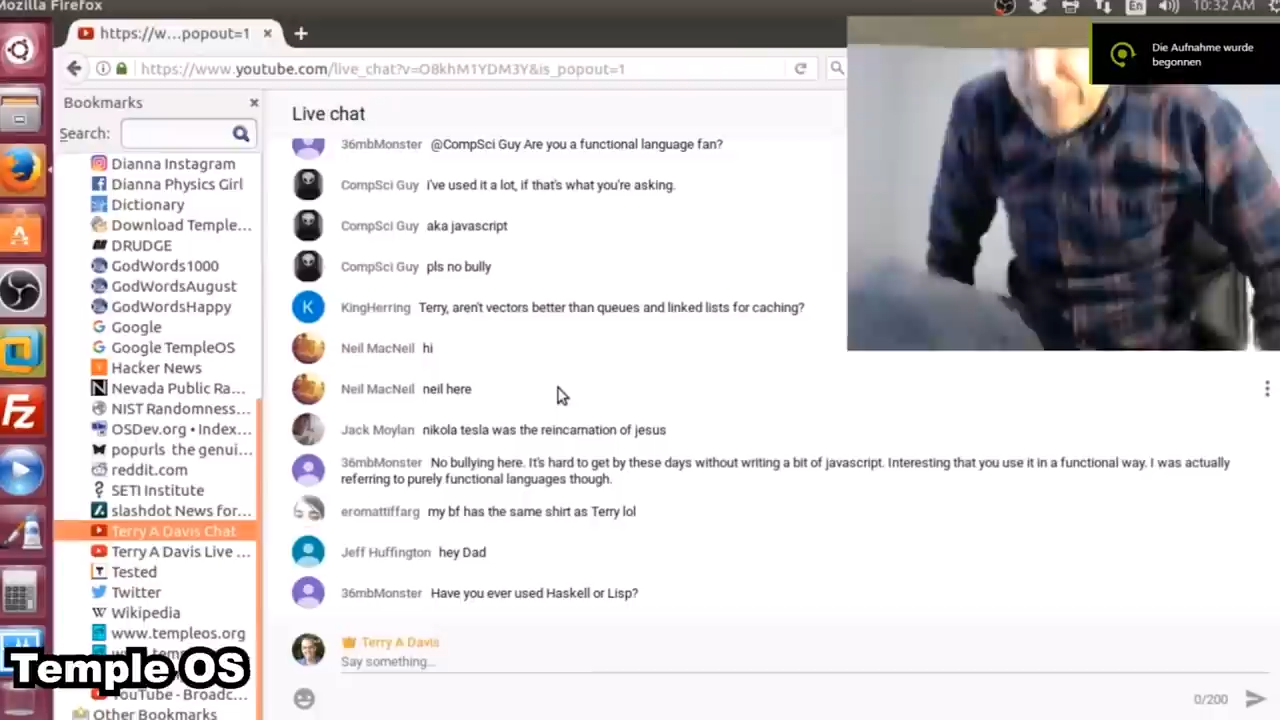 Mozilla Firefox
En
10:32 AM
https://w...popout=1
https://www.youtube.com/live_chat?v=O8khM1YDM3Y&is_popout=1
Die Aufnahme wurde
begonnen
Bookmarks
Search:
Dianna Instagram
Dianna Physics Girl
Dictionary
Download Temple...
DRUDGE
GodWords1000
GodWordsAugust
GodWordsHappy
Google
Google TempleOS
Hacker News
Nevada Public Ra...
NIST Randomness...
OSDev.org • Index...
popurls the genui...
reddit.com
SETI Institute
slashdot News for...
Terry A Davis Chat
Terry A Davis Live ...
Tested
Twitter
Wikipedia
www.templeos.org
YouTube - Broadc...
Other Bookmarks
Temple OS
Live chat
36mbMonster @CompSci Guy Are you a functional language fan?
CompSci Guy i've used it a lot, if that's what you're asking.
CompSci Guy aka javascript
CompSci Guy pls no bully
K
KingHerring Terry, aren't vectors better than queues and linked lists for caching?
Neil MacNeil hi
Neil MacNeil neil here
Jack Moylan nikola tesla was the reincarnation of jesus
36mbMonster No bullying here. It's hard to get by these days without writing a bit of javascript. Interesting that you use it in a functional way. I was actually
referring to purely functional languages though.
eromattiffarg my bf has the same shirt as Terry lol
Jeff Huffington hey Dad
36mbMonster Have you ever used Haskell or Lisp?
Terry A Davis
Say something...
0/200